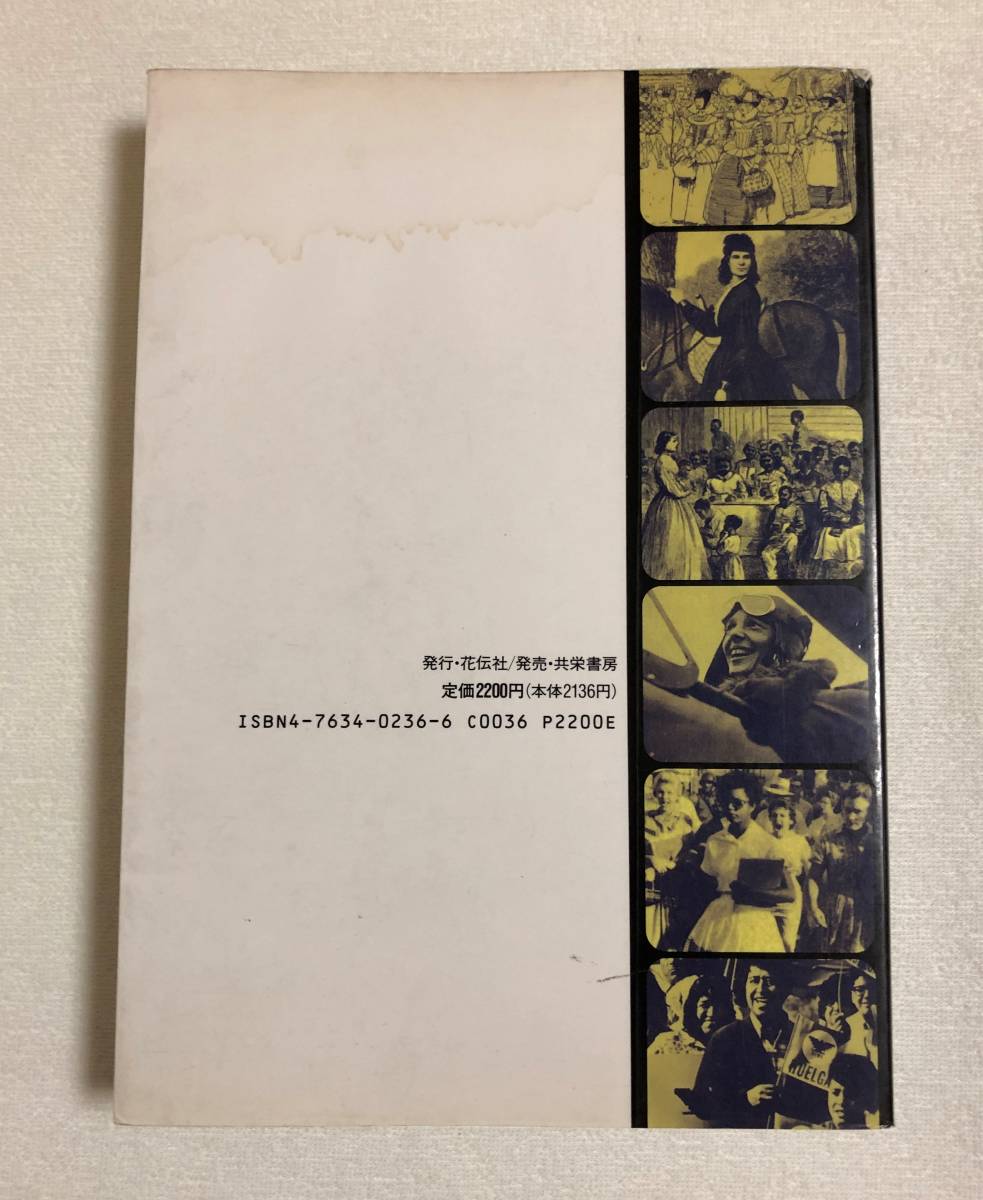 発行・花伝社/発売・共栄書房
定価2200円(本体2136円)
ISBN4-7634-0236-6 C0036 P2200E
HUELGA